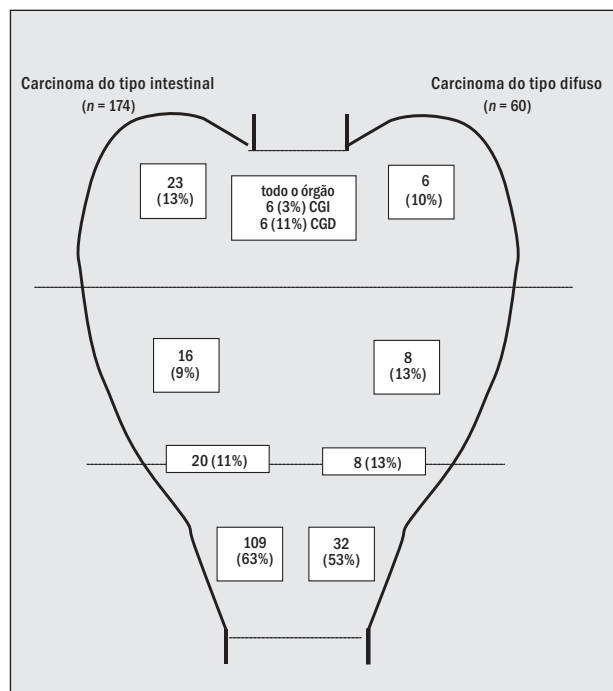 Carcinoma do tipo intestinal
(n = 174)
Carcinoma do tipo difuso
(n = 60)
23
(13%)
todo o órgão
6 (3%) CGI
6 (11%) CGD
6
(10%)
16
(9%)
8
(13%)
20 (11%)
8 (13%)
109
(63%)
32
(53%)